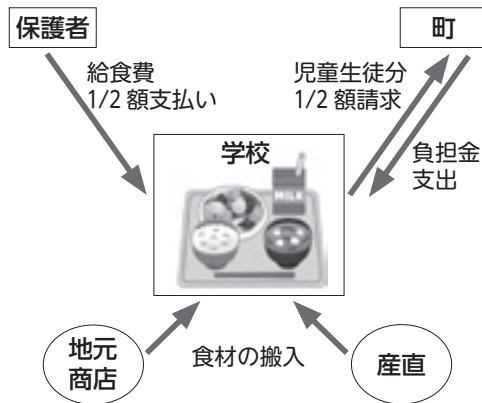 保護者
町
給食費
1/2 額支払い
児童生徒分
1/2 額請求
負担金
支出
学校
MILK
地元
商店
食材の搬入
産直